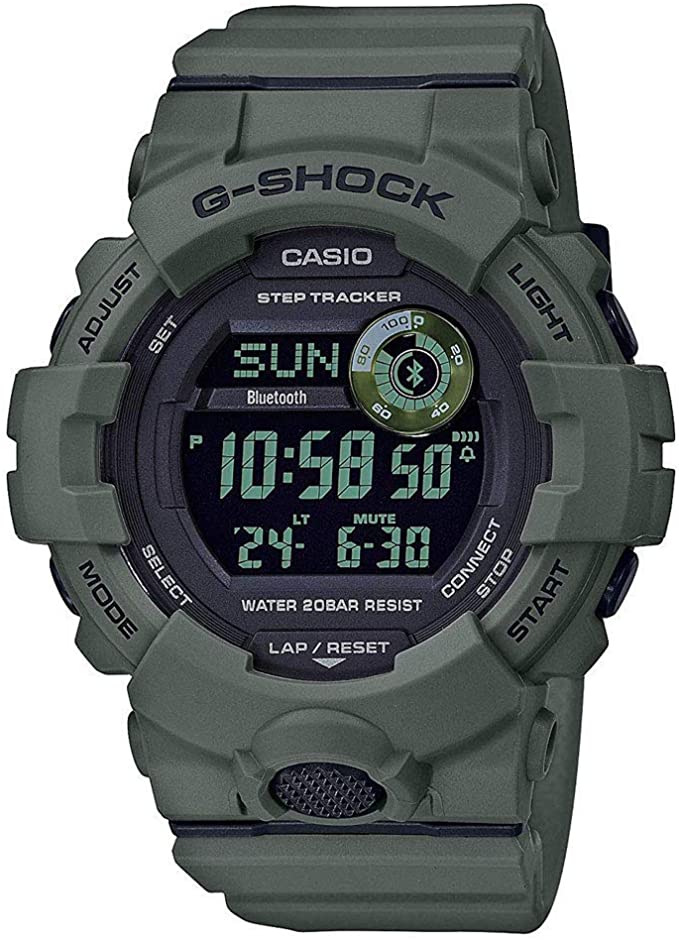 G-SHOCK
CASIO
STEP TRACKER
ADJUST
SET
LIGHT
SUN
0 20 40 60 80 100
Bluetooth
P 10:58 50
LT MUTE
24- 6-30
MODE
SELECT
CONNECT
STOP
START
WATER 20BAR RESIST
LAP / RESET